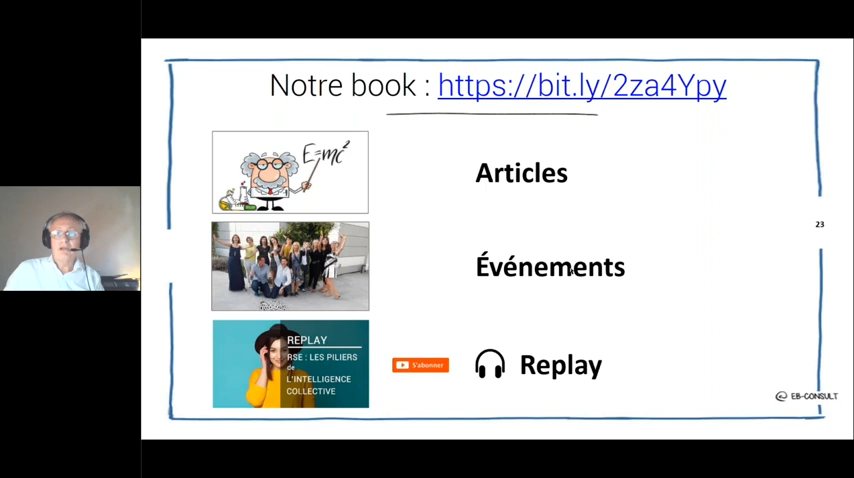 Notre book : https://bit.ly/2za4Ypy
E=mc²
Articles
23
Événements
REPLAY
RSE : LES PILIERS
de
L'INTELLIGENCE
COLLECTIVE
S'abonner
Replay
EB-CONSULT